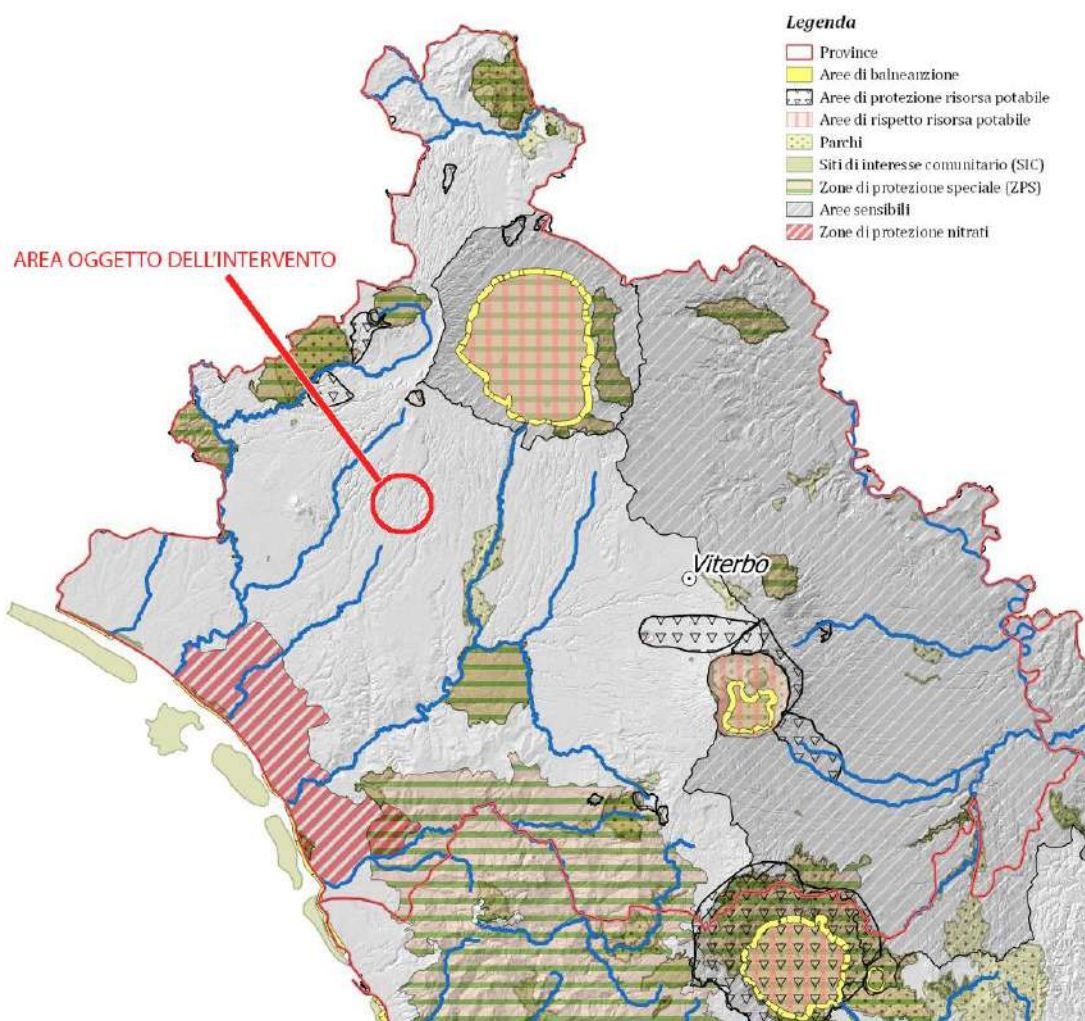 Legenda
Province
Aree di balneanzione
Aree di protezione risorsa potabile
Aree di rispetto risorsa potabile
Parchi
Siti di interesse comunitario (SIC)
Zone di protezione speciale (ZPS)
Aree sensibili
Zone di protezione nitrati
AREA OGGETTO DELL'INTERVENTO
Viterbo